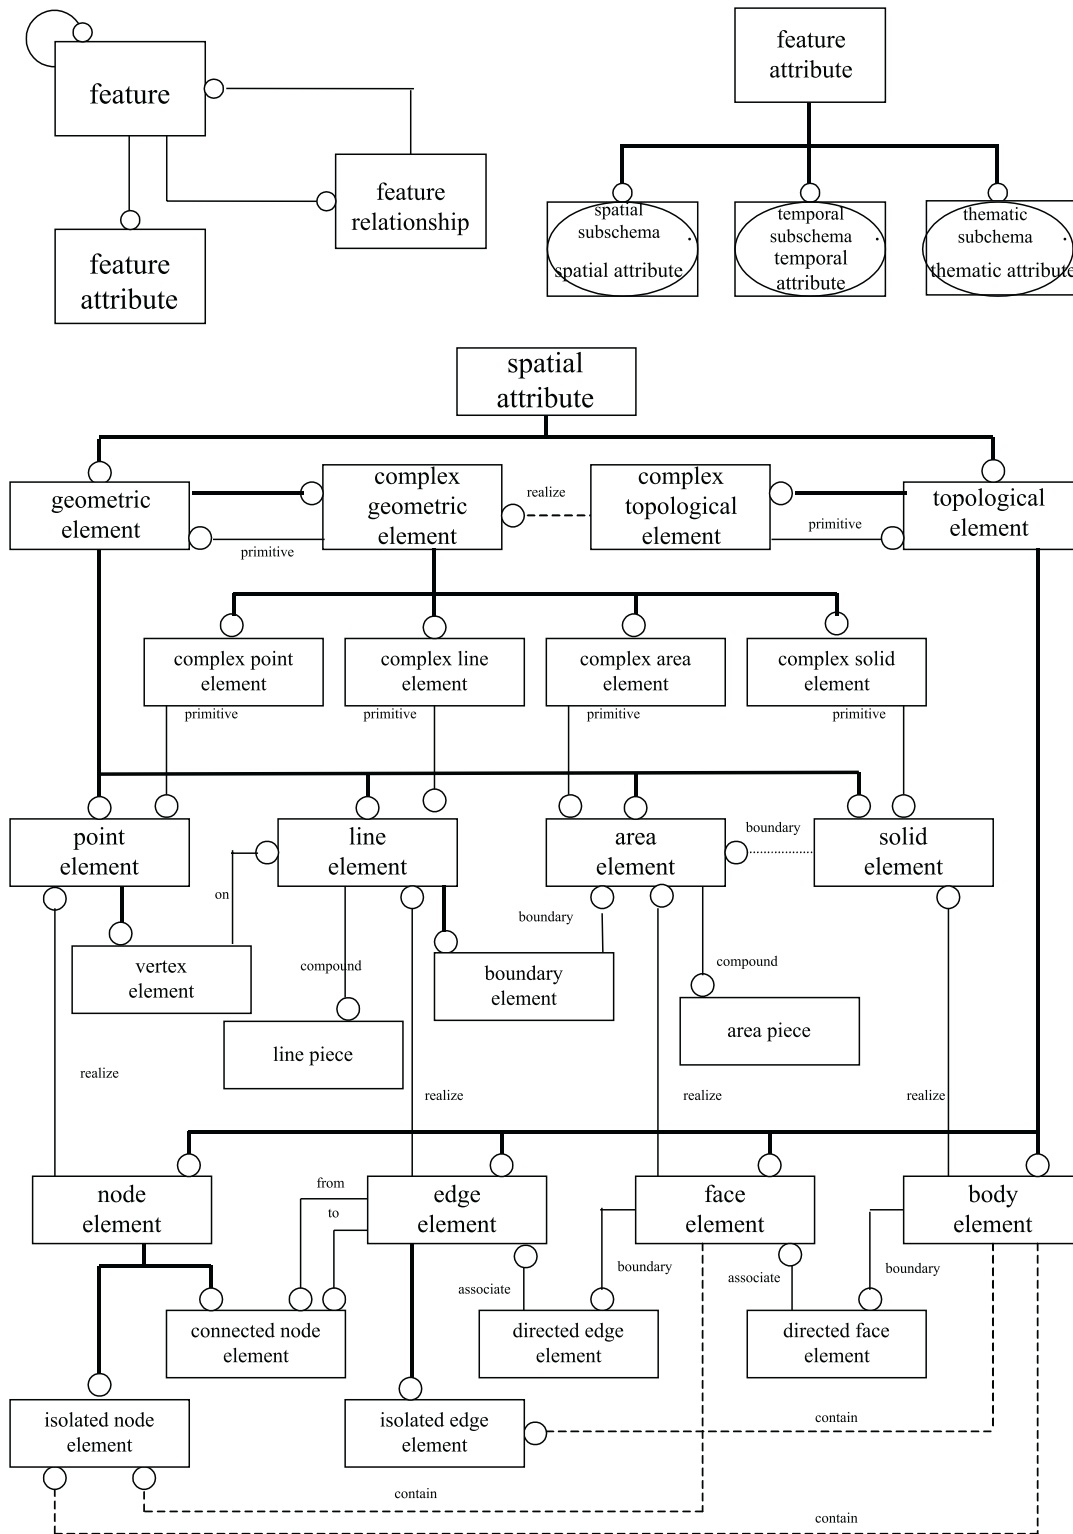 feature
feature
attribute
feature
relationship
feature
attribute
spatial
subschema
spatial attribute
temporal
subschema
temporal
attribute
thematic
subchema
thematic attribute
spatial
attribute
geometric
element
complex
geometric
element
realize
complex
topological
element
topological
element
primitive
primitive
complex point
element
complex line
element
complex area
element
complex solid
element
primitive
primitive
primitive
primitive
point
element
line
element
area
element
boundary
solid
element
on
boundary
vertex
element
compound
boundary
element
compound
line piece
area piece
realize
realize
realize
realize
node
element
from
to
edge
element
face
element
body
element
associate
boundary
associate
boundary
connected node
element
directed edge
element
directed face
element
isolated node
element
isolated edge
element
contain
contain
contain